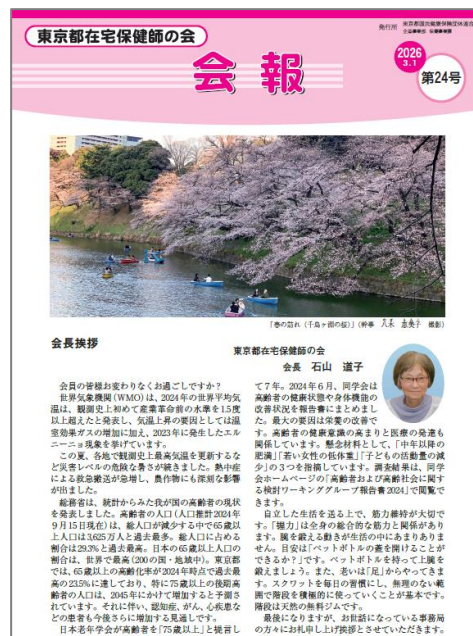 東京都在宅保健師の会
会報
発行所
2026
3.1
第24号
「春の訪れ（千鳥ヶ淵の桜）」（幹事 八木 恵美子 撮影）
会長挨拶
東京都在宅保健師の会
会長 石山 道子
会員の皆様お変わりなくお過ごしですか？
世界気象機関（WMO）は、2024年の世界平均気
温は、観測史上初めて産業革命前の水準を1.5度
以上超えたと発表し、気温上昇の要因としては温
室効果ガスの増加に加え、2023年に発生したエル
ニーニョ現象を挙げています。
この夏、各地で観測史上最高気温を更新するな
ど災害レベルの危険な暑さが続きました。熱中症
による救急搬送が急増し、農作物にも深刻な影響
が出ました。
総務省は、統計からみた我が国の高齢者の現状
を発表しました。高齢者の人口（人口推計2024年
9月15日現在）は、総人口が減少する中で65歳以
上人口は3,625万人と過去最多。総人口に占める
割合は29.3%と過去最高。日本の65歳以上人口の
割合は、世界で最高（200の国・地域中）。東京都
では、65歳以上の高齢化率が2024年時点で過去最
高の23.5%に達しており、特に75歳以上の後期高
齢者の人口は、2045年にかけて増加すると予測さ
れています。それに伴い、認知症、がん、心疾患な
どの患者も今後さらに増加する見通しです。
日本老年学会が高齢者を「75歳以上」と提言し
て7年。2024年6月、同学会は
高齢者の健康状態や身体機能の
改善状況を報告書にまとめまし
た。最大の要因は栄養の改善で
す。高齢者の健康意識の高まりと医療の発達も
関係しています。懸念材料として、「中年以降の
肥満」「若い女性の低体重」「子どもの活動量の減
少」の3つを指摘しています。調査結果は、同学
会ホームページの「高齢者および高齢社会に関す
る検討ワーキンググループ報告書2024」で閲覧で
きます。
自立した生活を送る上で、筋力維持が大切で
す。「握力」は全身の総合的な筋力と関係があり
ます。腕を鍛える動きが生活の中にあまりありま
せん。目安は「ペットボトルの蓋を開けることが
できるか？」です。ペットボトルを持って上腕を
鍛えましょう。また、老いは「足」からやってきま
す。スクワットを毎日の習慣にし、無理のない範
囲で階段を積極的に使っていくことが基本です。
階段は天然の無料ジムです。
最後になりますが、お世話になっている事務局
の方々にお礼申し上げ挨拶とさせていただきます。